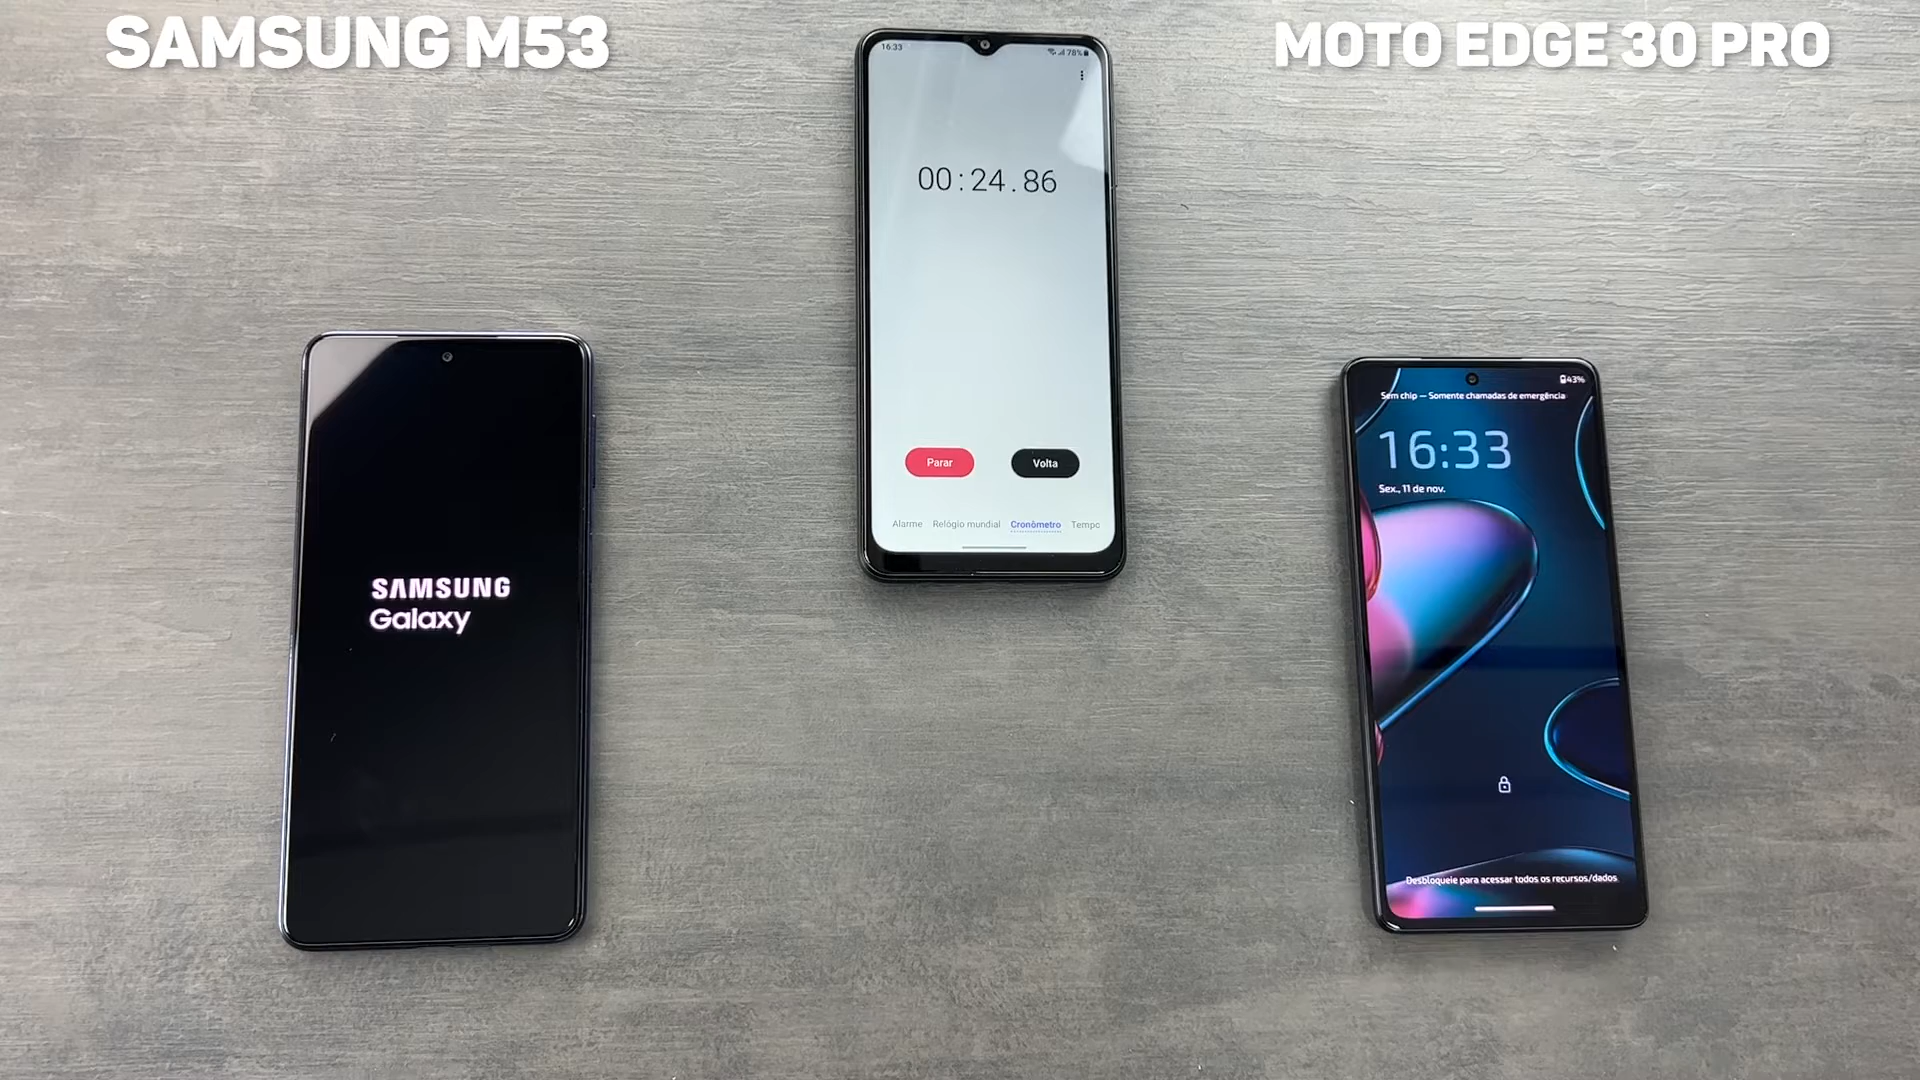 SAMSUNG M53
MOTO EDGE 30 PRO
16:33
78%
00:24.86
Parar
Volta
Alarme
Relógio mundial
Cronômetro
Tempo
SAMSUNG
Galaxy
43%
Sem chip — Somente chamadas de emergência
16:33
Sex., 11 de nov.
Desbloqueie para acessar todos os recursos/dados